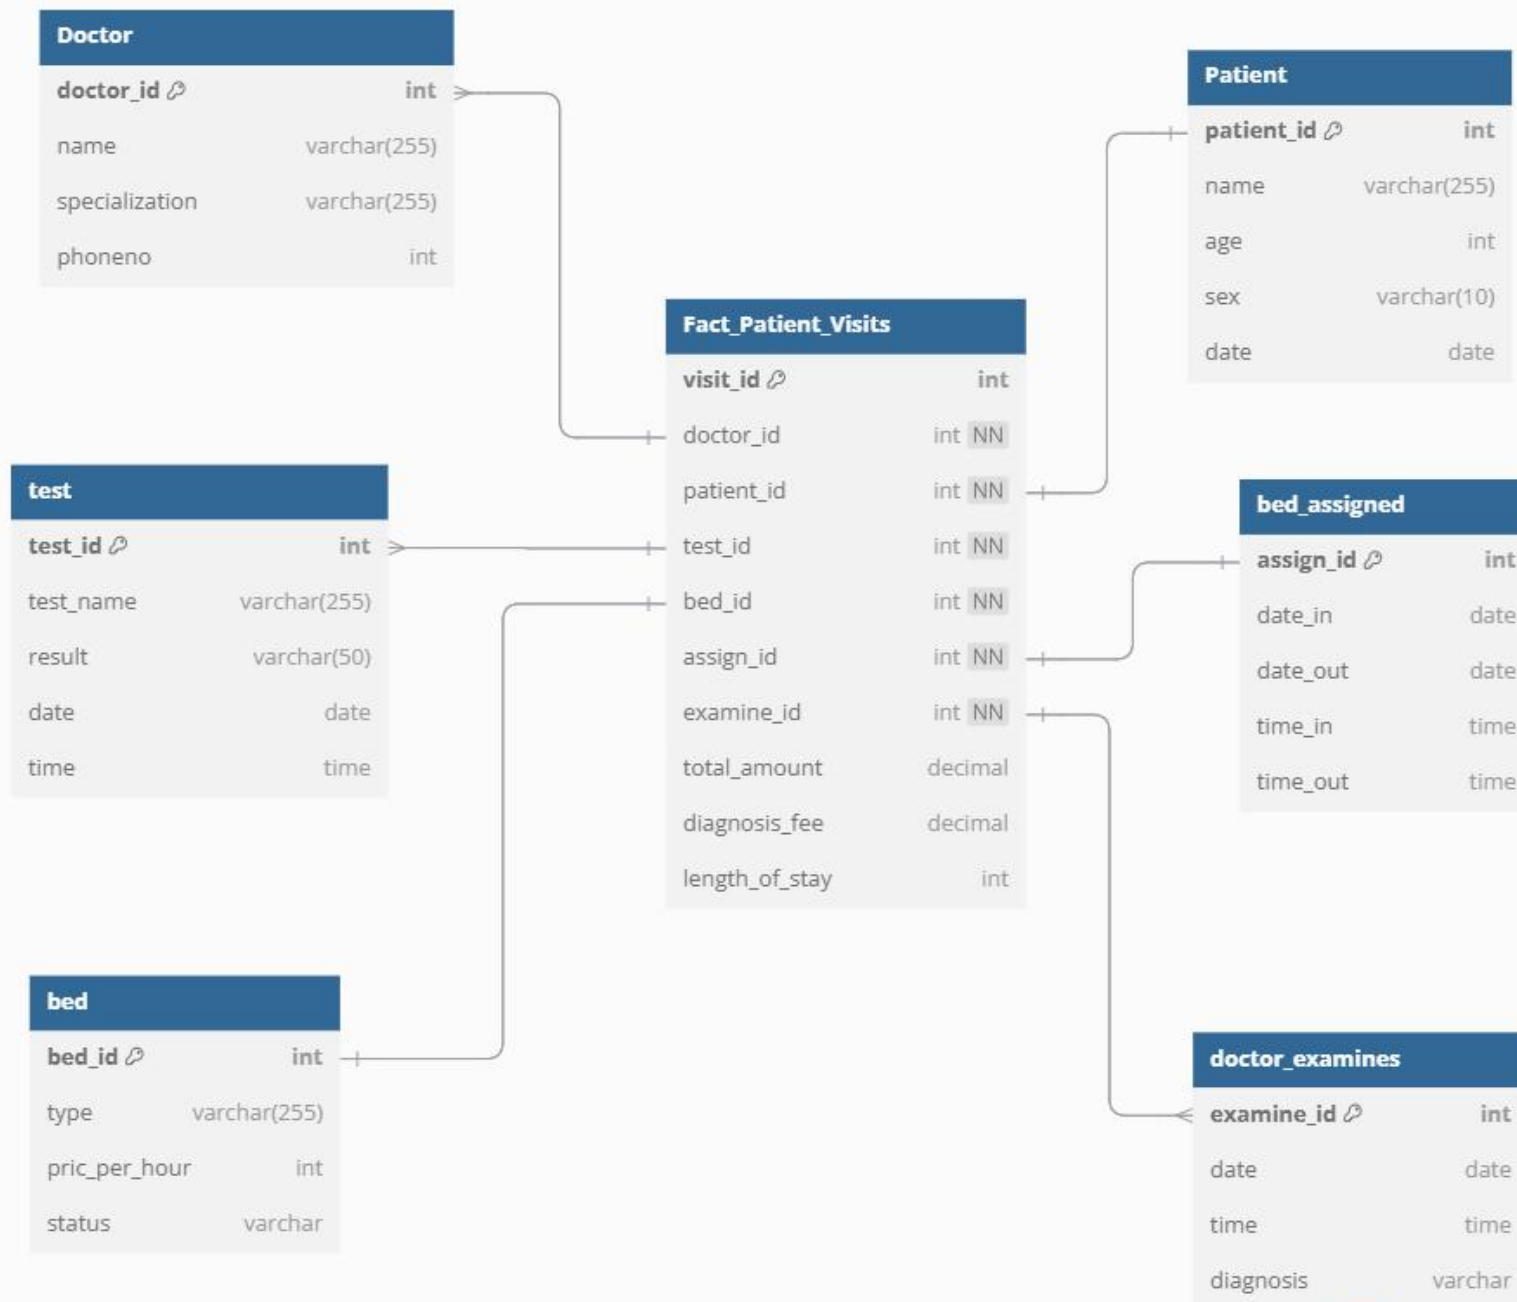 Doctor
doctor_id int
name varchar(255)
specialization varchar(255)
phoneno int
Patient
patient_id int
name varchar(255)
age int
sex varchar(10)
date date
Fact_Patient_Visits
visit_id int
doctor_id int NN
patient_id int NN
test_id int NN
bed_id int NN
assign_id int NN
examine_id int NN
total_amount decimal
diagnosis_fee decimal
length_of_stay int
test
test_id int
test_name varchar(255)
result varchar(50)
date date
time time
bed_assigned
assign_id int
date_in date
date_out date
time_in time
time_out time
bed
bed_id int
type varchar(255)
pric_per_hour int
status varchar
doctor_examines
examine_id int
date date
time time
diagnosis varchar